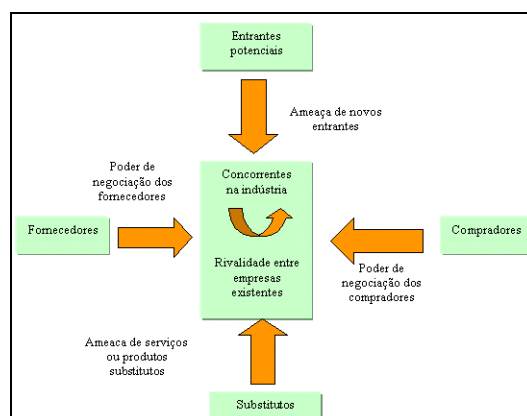 Entrantes
potenciais
Ameaça de novos
entrantes
Poder de
negociação dos
fornecedores
Concorrentes
na indústria
Fornecedores
Compradores
Rivalidade entre
empresas
existentes
Poder de
negociação dos
compradores
Ameaca de serviços
ou produtos
substitutos
Substitutos